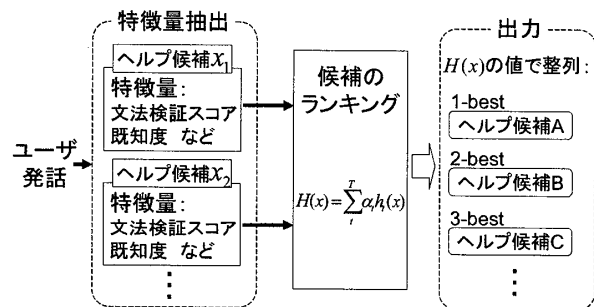 ユーザ
発話
特徴量抽出
ヘルプ候補x₁
特徴量：
文法検証スコア
既知度 など
ヘルプ候補x₂
特徴量：
文法検証スコア
既知度 など
⋮
候補の
ランキング
H(x)=∑_t^T α_t h_t(x)
出力
H(x)の値で整列：
1-best
ヘルプ候補A
2-best
ヘルプ候補B
3-best
ヘルプ候補C
⋮